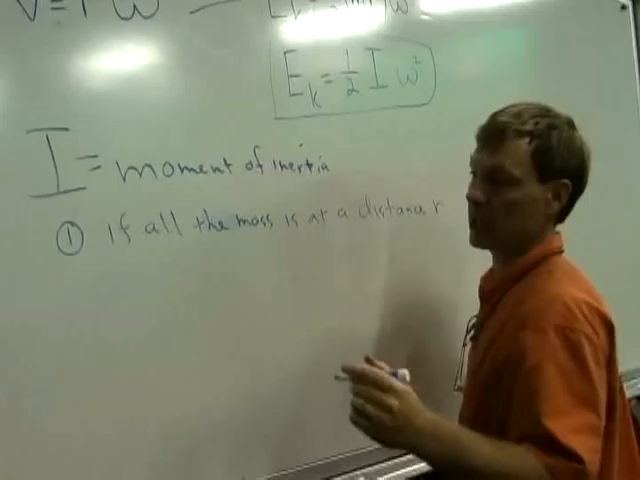 V = r ω
E_k = 1/2 I ω²
I = moment of inertia
① if all the mass is at a distance r